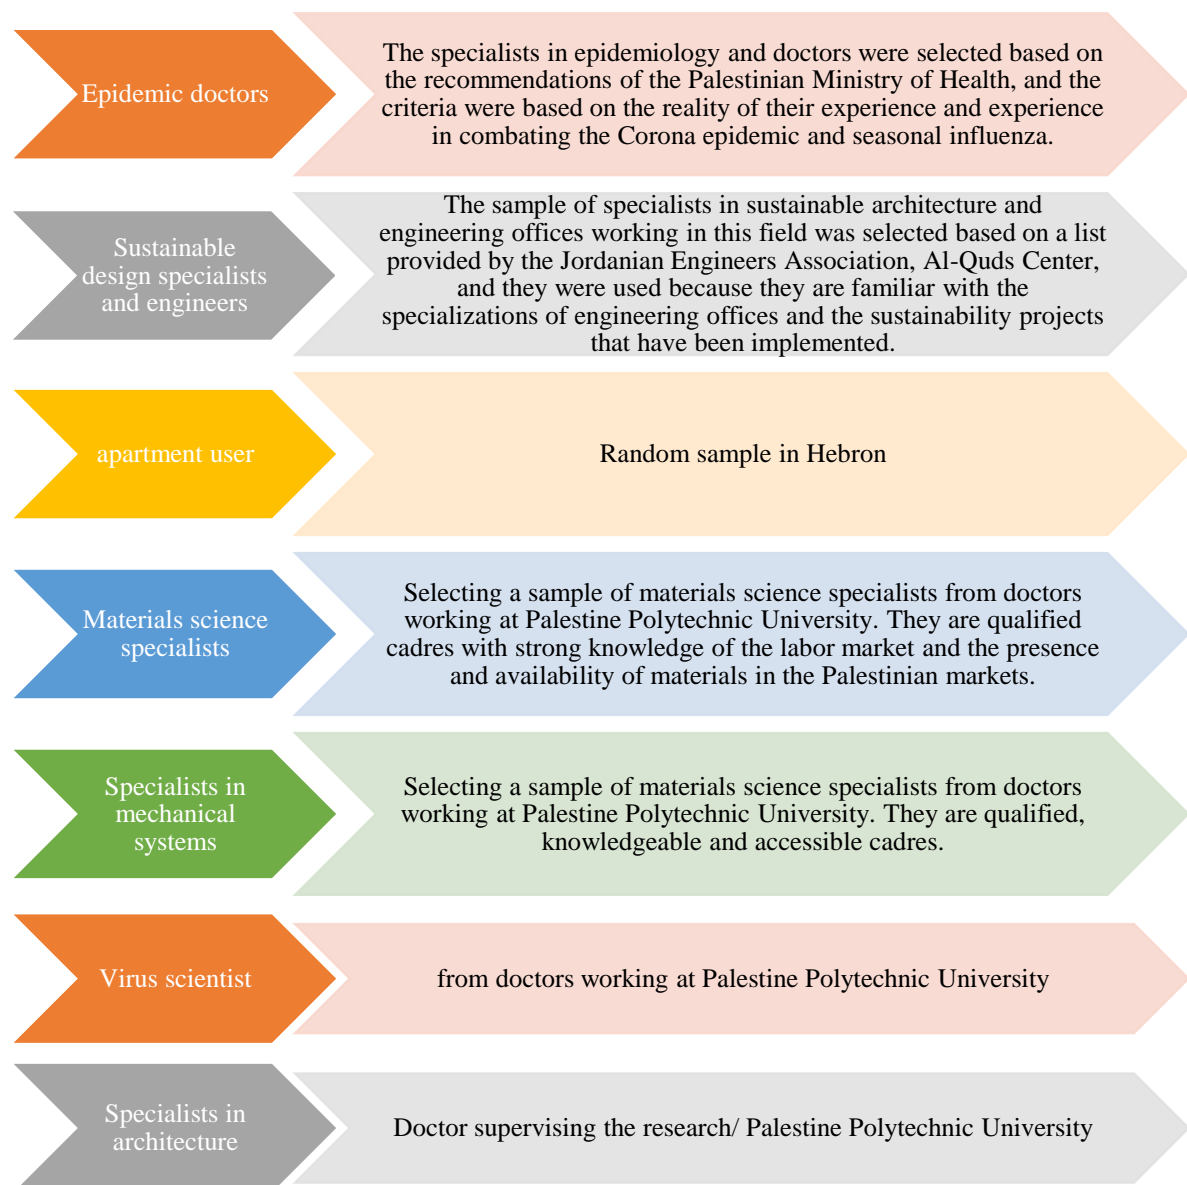 Epidemic doctors
The specialists in epidemiology and doctors were selected based on
the recommendations of the Palestinian Ministry of Health, and the
criteria were based on the reality of their experience and experience
in combating the Corona epidemic and seasonal influenza.
Sustainable
design specialists
and engineers
The sample of specialists in sustainable architecture and
engineering offices working in this field was selected based on a list
provided by the Jordanian Engineers Association, Al-Quds Center,
and they were used because they are familiar with the
specializations of engineering offices and the sustainability projects
that have been implemented.
apartment user
Random sample in Hebron
Materials science
specialists
Selecting a sample of materials science specialists from doctors
working at Palestine Polytechnic University. They are qualified
cadres with strong knowledge of the labor market and the presence
and availability of materials in the Palestinian markets.
Specialists in
mechanical
systems
Selecting a sample of materials science specialists from doctors
working at Palestine Polytechnic University. They are qualified,
knowledgeable and accessible cadres.
Virus scientist
from doctors working at Palestine Polytechnic University
Specialists in
architecture
Doctor supervising the research/ Palestine Polytechnic University